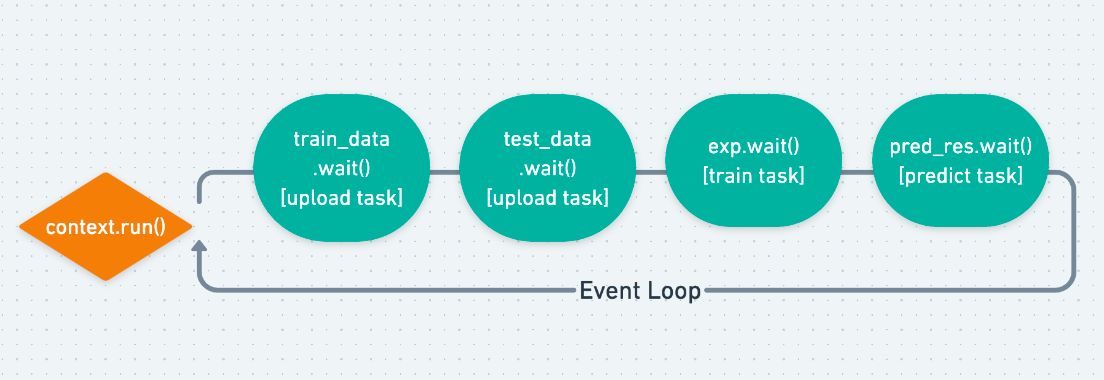 train_data
.wait()
[upload task]
test_data
.wait()
[upload task]
exp.wait()
[train task]
pred_res.wait()
[predict task]
context.run()
Event Loop